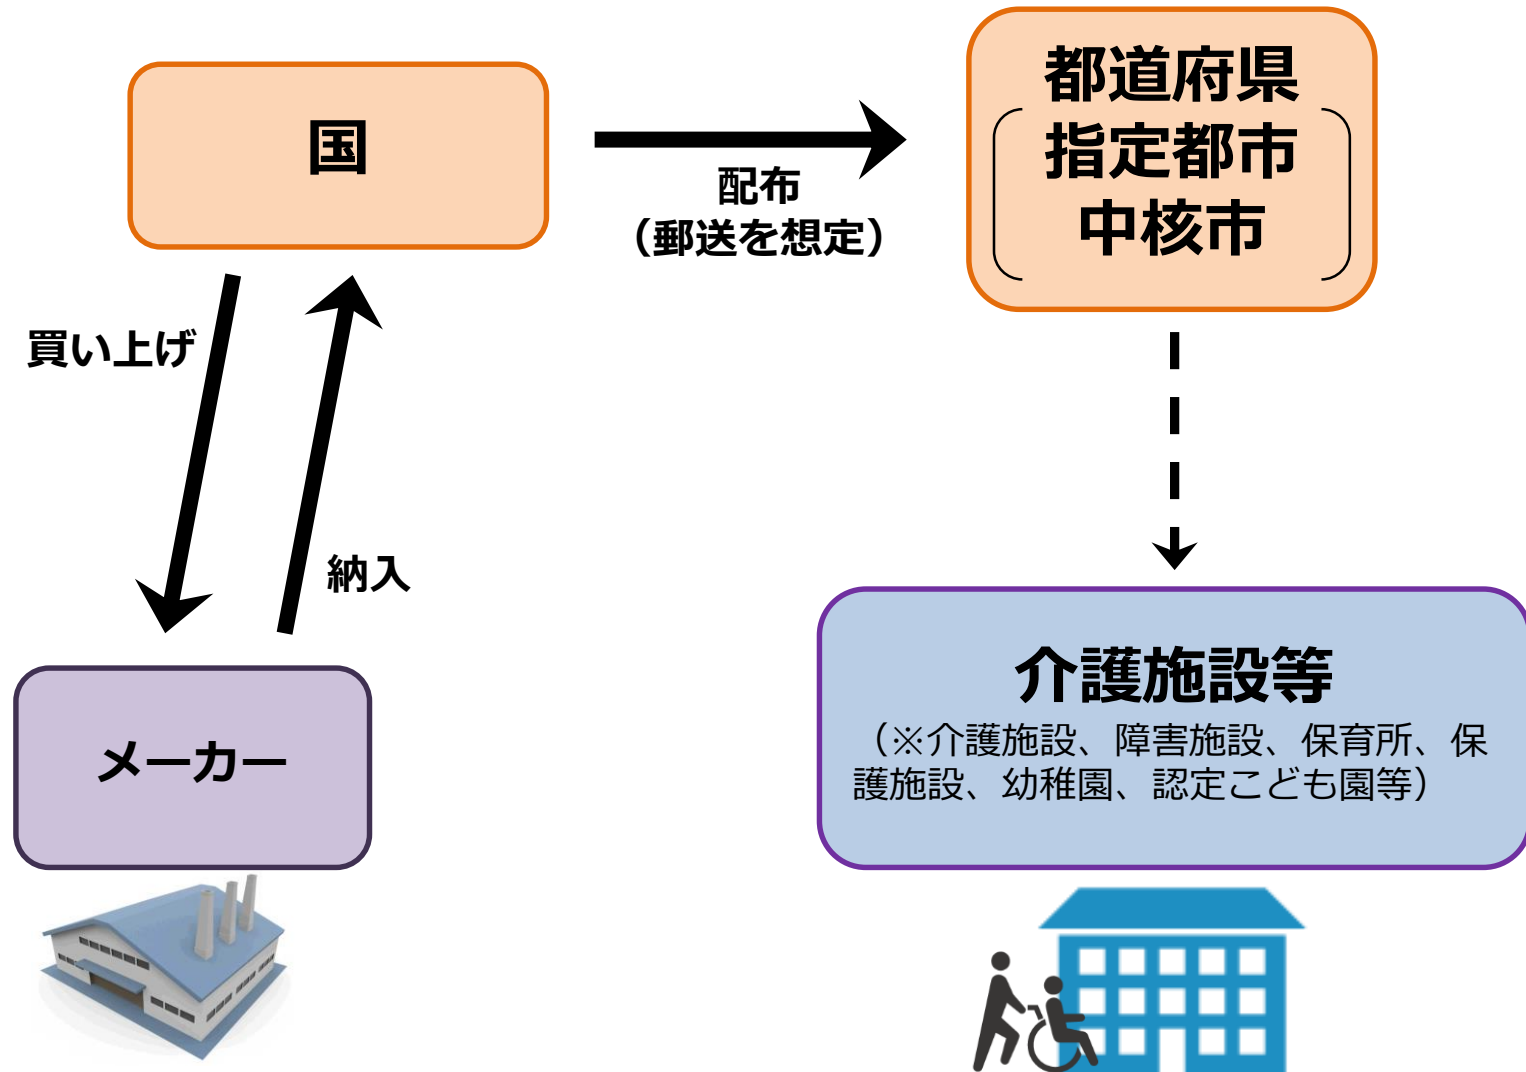 国
配布
（郵送を想定）
都道府県
指定都市
中核市
買い上げ
納入
メーカー
介護施設等
（※介護施設、障害施設、保育所、保
護施設、幼稚園、認定こども園等）